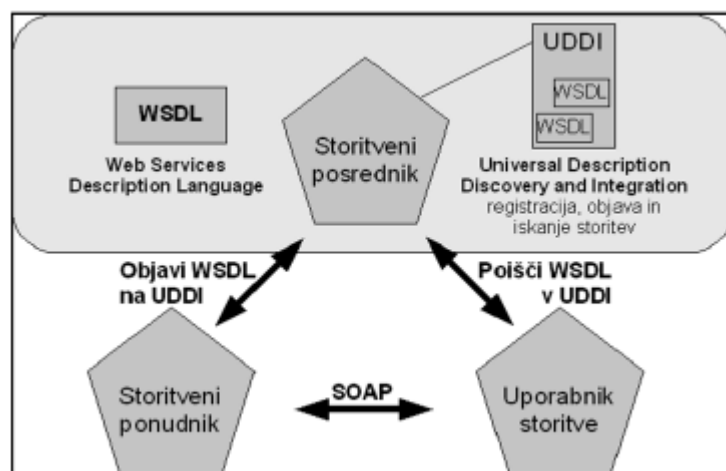 UDDI
WSDL
WSDL
WSDL
Storitveni
posrednik
Web Services
Description Language
Universal Description
Discovery and Integration
registracija, objava in
iskanje storitev
Objavi WSDL
na UDDI
Poišči WSDL
v UDDI
Storitveni
ponudnik
SOAP
Uporabnik
storitve